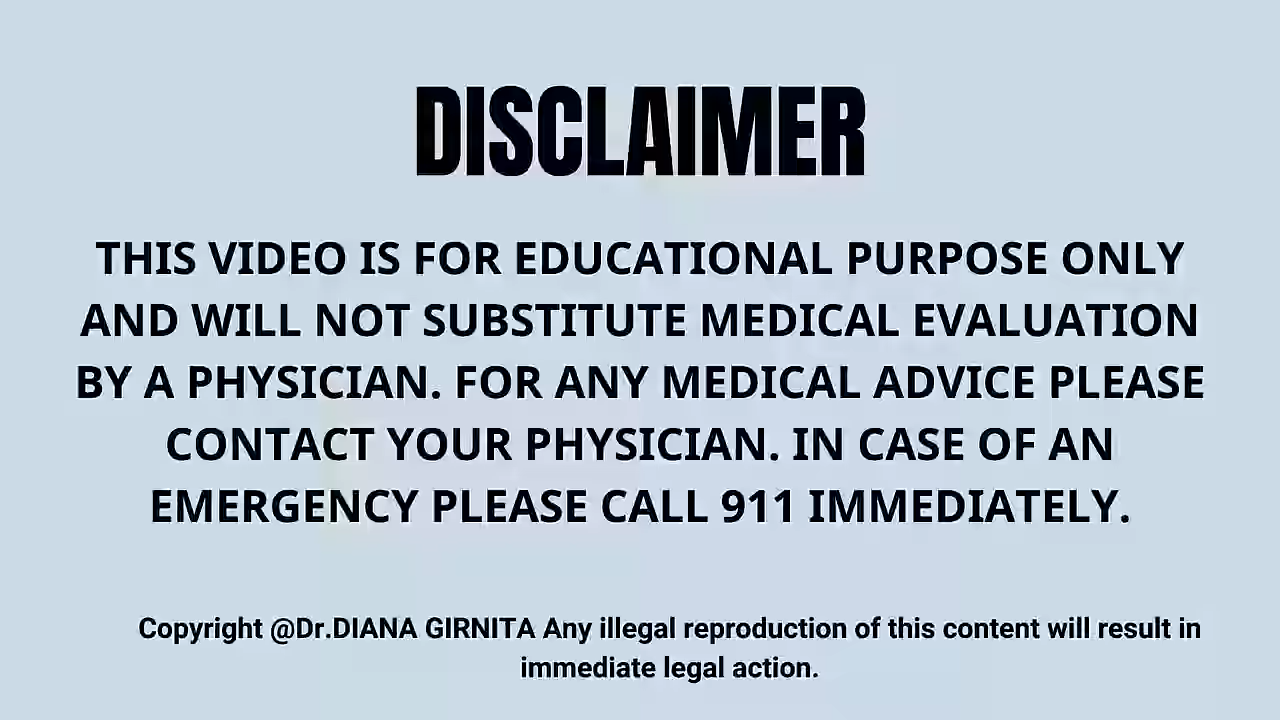 DISCLAIMER
THIS VIDEO IS FOR EDUCATIONAL PURPOSE ONLY
AND WILL NOT SUBSTITUTE MEDICAL EVALUATION
BY A PHYSICIAN. FOR ANY MEDICAL ADVICE PLEASE
CONTACT YOUR PHYSICIAN. IN CASE OF AN
EMERGENCY PLEASE CALL 911 IMMEDIATELY.
Copyright @Dr.DIANA GIRNITA Any illegal reproduction of this content will result in
immediate legal action.